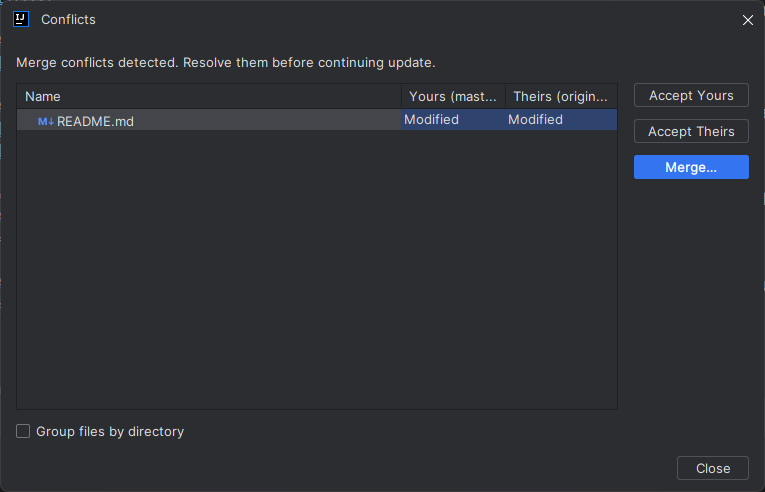 IJ Conflicts
Merge conflicts detected. Resolve them before continuing update.
Name Yours (mast... Theirs (origin...
M↓ README.md Modified Modified
Accept Yours
Accept Theirs
Merge...
Group files by directory
Close